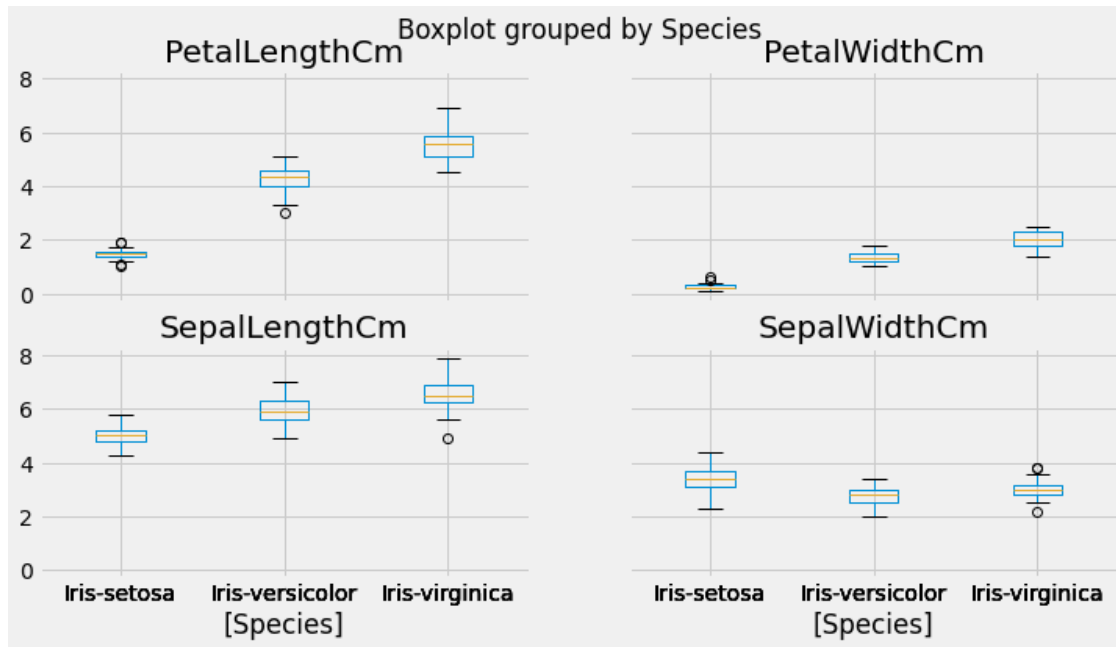 Boxplot grouped by Species
PetalLengthCm
PetalWidthCm
8
6
4
2
0
SepalLengthCm
SepalWidthCm
8
6
4
2
0
Iris-setosa Iris-versicolor Iris-virginica
Iris-setosa Iris-versicolor Iris-virginica
[Species]
[Species]